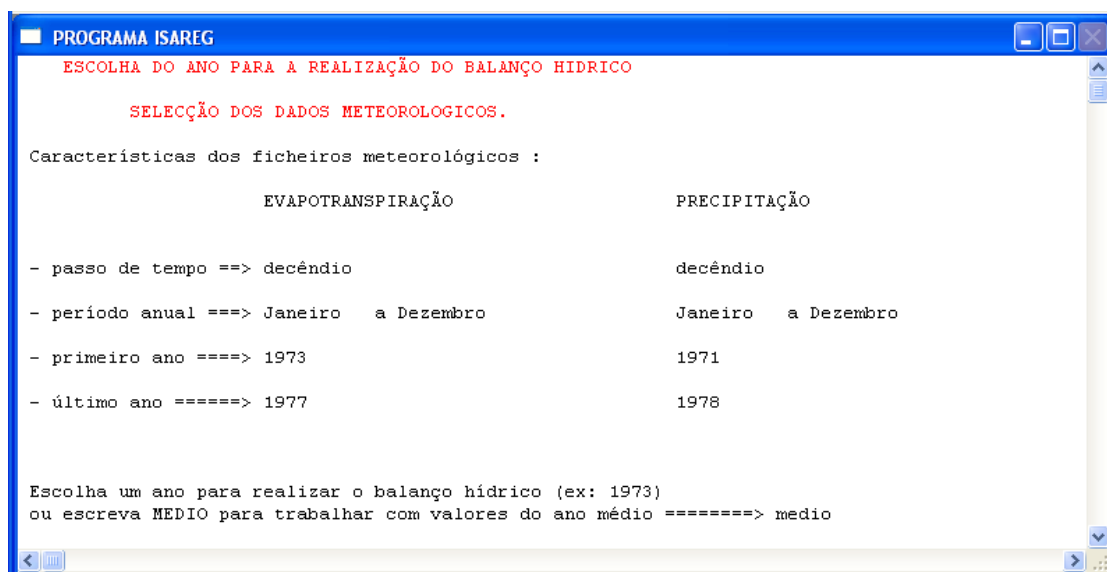 PROGRAMA ISAREG
ESCOLHA DO ANO PARA A REALIZAÇÃO DO BALANÇO HIDRICO
SELECÇÃO DOS DADOS METEOROLOGICOS.
Características dos ficheiros meteorológicos :
EVAPOTRANSPIRAÇÃO PRECIPITAÇÃO
- passo de tempo ==> decêndio decêndio
- período anual ===> Janeiro a Dezembro Janeiro a Dezembro
- primeiro ano ====> 1973 1971
- último ano ======> 1977 1978
Escolha um ano para realizar o balanço hídrico (ex: 1973)
ou escreva MEDIO para trabalhar com valores do ano médio ========> medio